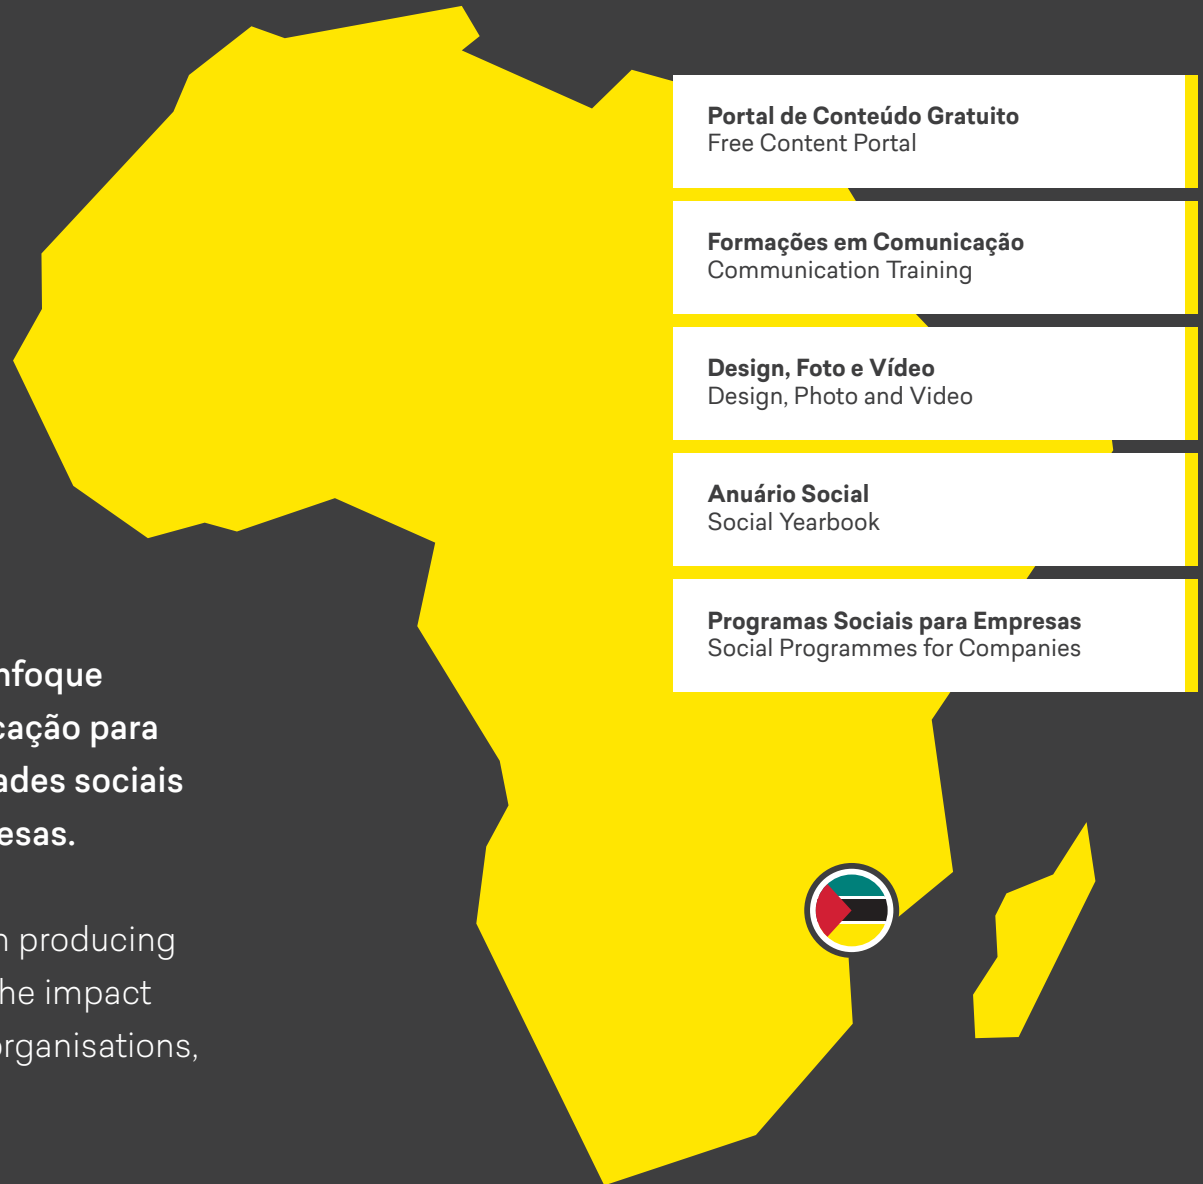 Portal de Conteúdo Gratuito
Free Content Portal
Formações em Comunicação
Communication Training
Design, Foto e Vídeo
Design, Photo and Video
Anuário Social
Social Yearbook
Programas Sociais para Empresas
Social Programmes for Companies
nfoque
cação para
ades sociais
esas.
n producing
he impact
organisations,